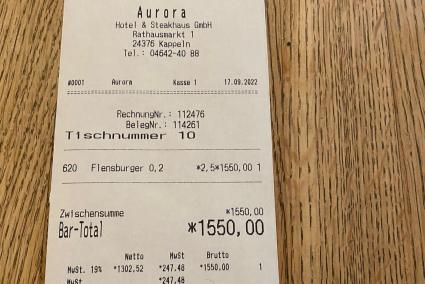 Aurora
Hotel & Steakhaus GmbH
Rathausmarkt 1
24376 Kappeln
Tel.: 04642-40 88
#0001 Aurora Kasse 1 17.09.2022
RechnungNr.: 112476
BelegNr.: 114261
Tischnummer 10
620 Flensburger 0,2 *2,5*1550,00 1
Zwischensumme *1550,00
Bar-Total *1550,00
Netto MwSt Brutto
MwSt. 19% *1302,52 *247,48 *1550,00 1
MwSt *247,48